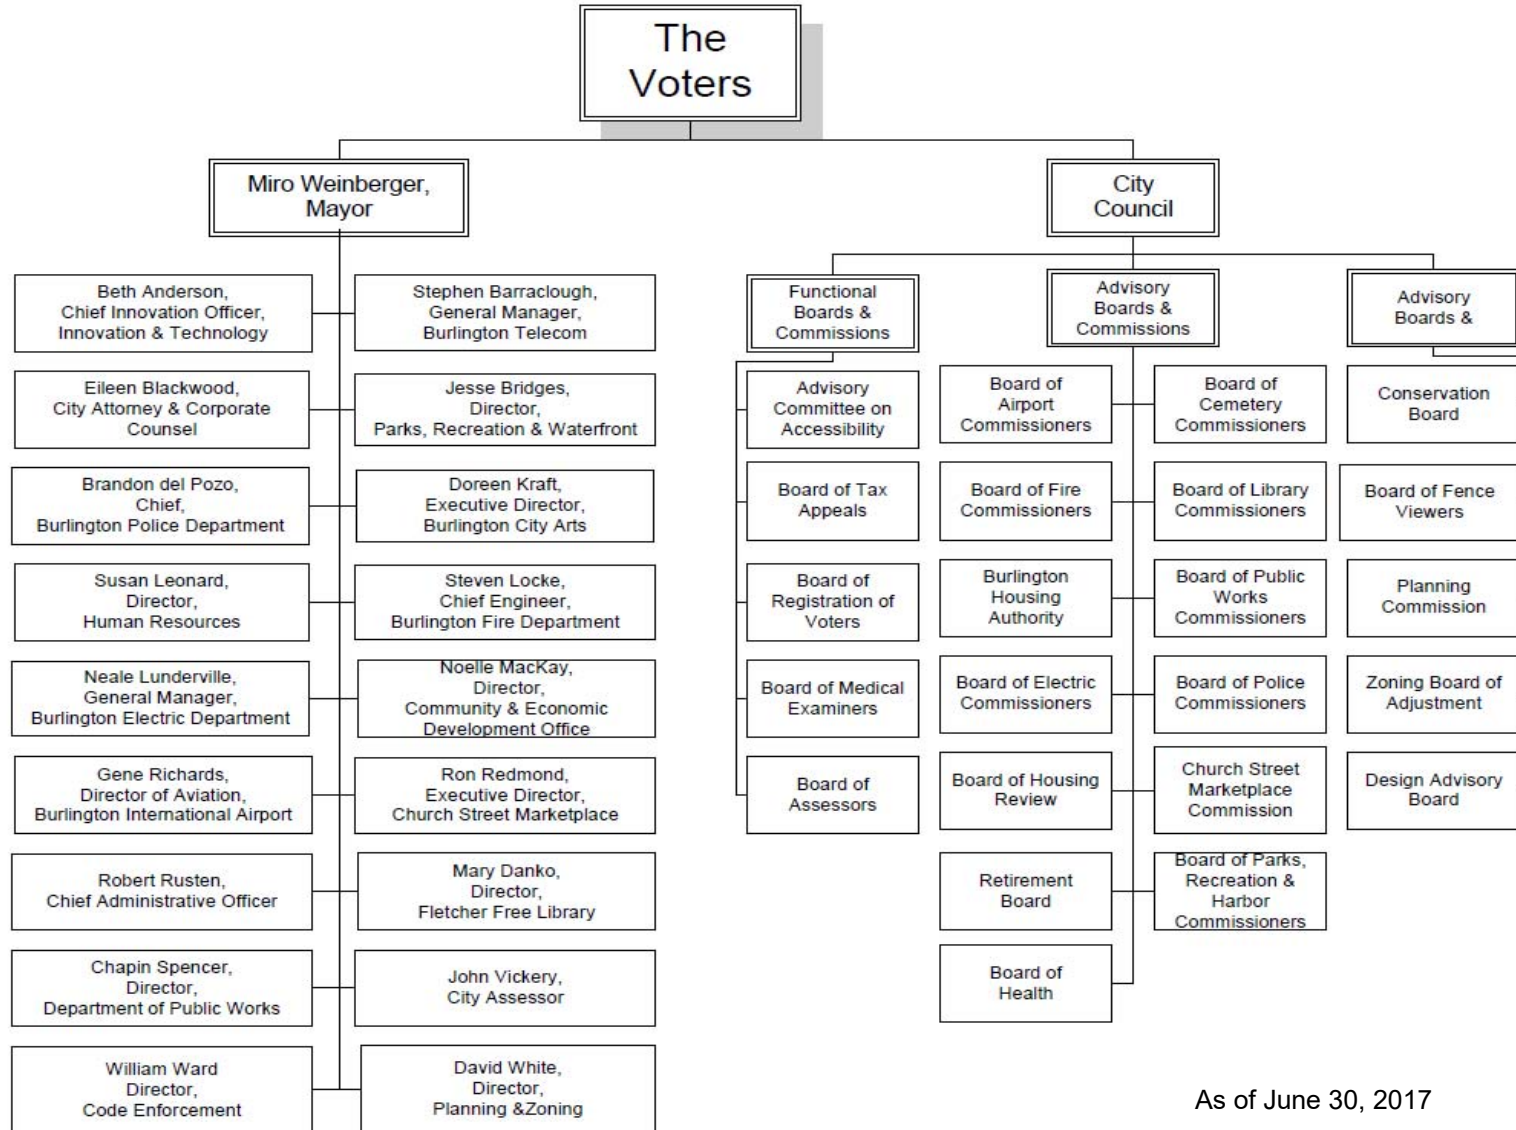 The
Voters
Miro Weinberger,
Mayor
City
Council
Beth Anderson,
Chief Innovation Officer,
Innovation & Technology
Stephen Barraclough,
General Manager,
Burlington Telecom
Eileen Blackwood,
City Attorney & Corporate
Counsel
Jesse Bridges,
Director,
Parks, Recreation & Waterfront
Brandon del Pozo,
Chief,
Burlington Police Department
Doreen Kraft,
Executive Director,
Burlington City Arts
Susan Leonard,
Director,
Human Resources
Steven Locke,
Chief Engineer,
Burlington Fire Department
Neale Lunderville,
General Manager,
Burlington Electric Department
Noelle MacKay,
Director,
Community & Economic
Development Office
Gene Richards,
Director of Aviation,
Burlington International Airport
Ron Redmond,
Executive Director,
Church Street Marketplace
Robert Rusten,
Chief Administrative Officer
Mary Danko,
Director,
Fletcher Free Library
Chapin Spencer,
Director,
Department of Public Works
John Vickery,
City Assessor
William Ward
Director,
Code Enforcement
David White,
Director,
Planning &Zoning
Functional
Boards &
Commissions
Advisory
Committee on
Accessibility
Board of Tax
Appeals
Board of
Registration of
Voters
Board of Medical
Examiners
Board of
Assessors
Advisory
Boards &
Commissions
Board of
Airport
Commissioners
Board of
Cemetery
Commissioners
Board of Fire
Commissioners
Board of Library
Commissioners
Burlington
Housing
Authority
Board of Public
Works
Commissioners
Board of Electric
Commissioners
Board of Police
Commissioners
Board of Housing
Review
Church Street
Marketplace
Commission
Retirement
Board
Board of Parks,
Recreation &
Harbor
Commissioners
Board of
Health
Advisory
Boards &
Conservation
Board
Board of Fence
Viewers
Planning
Commission
Zoning Board of
Adjustment
Design Advisory
Board
As of June 30, 2017